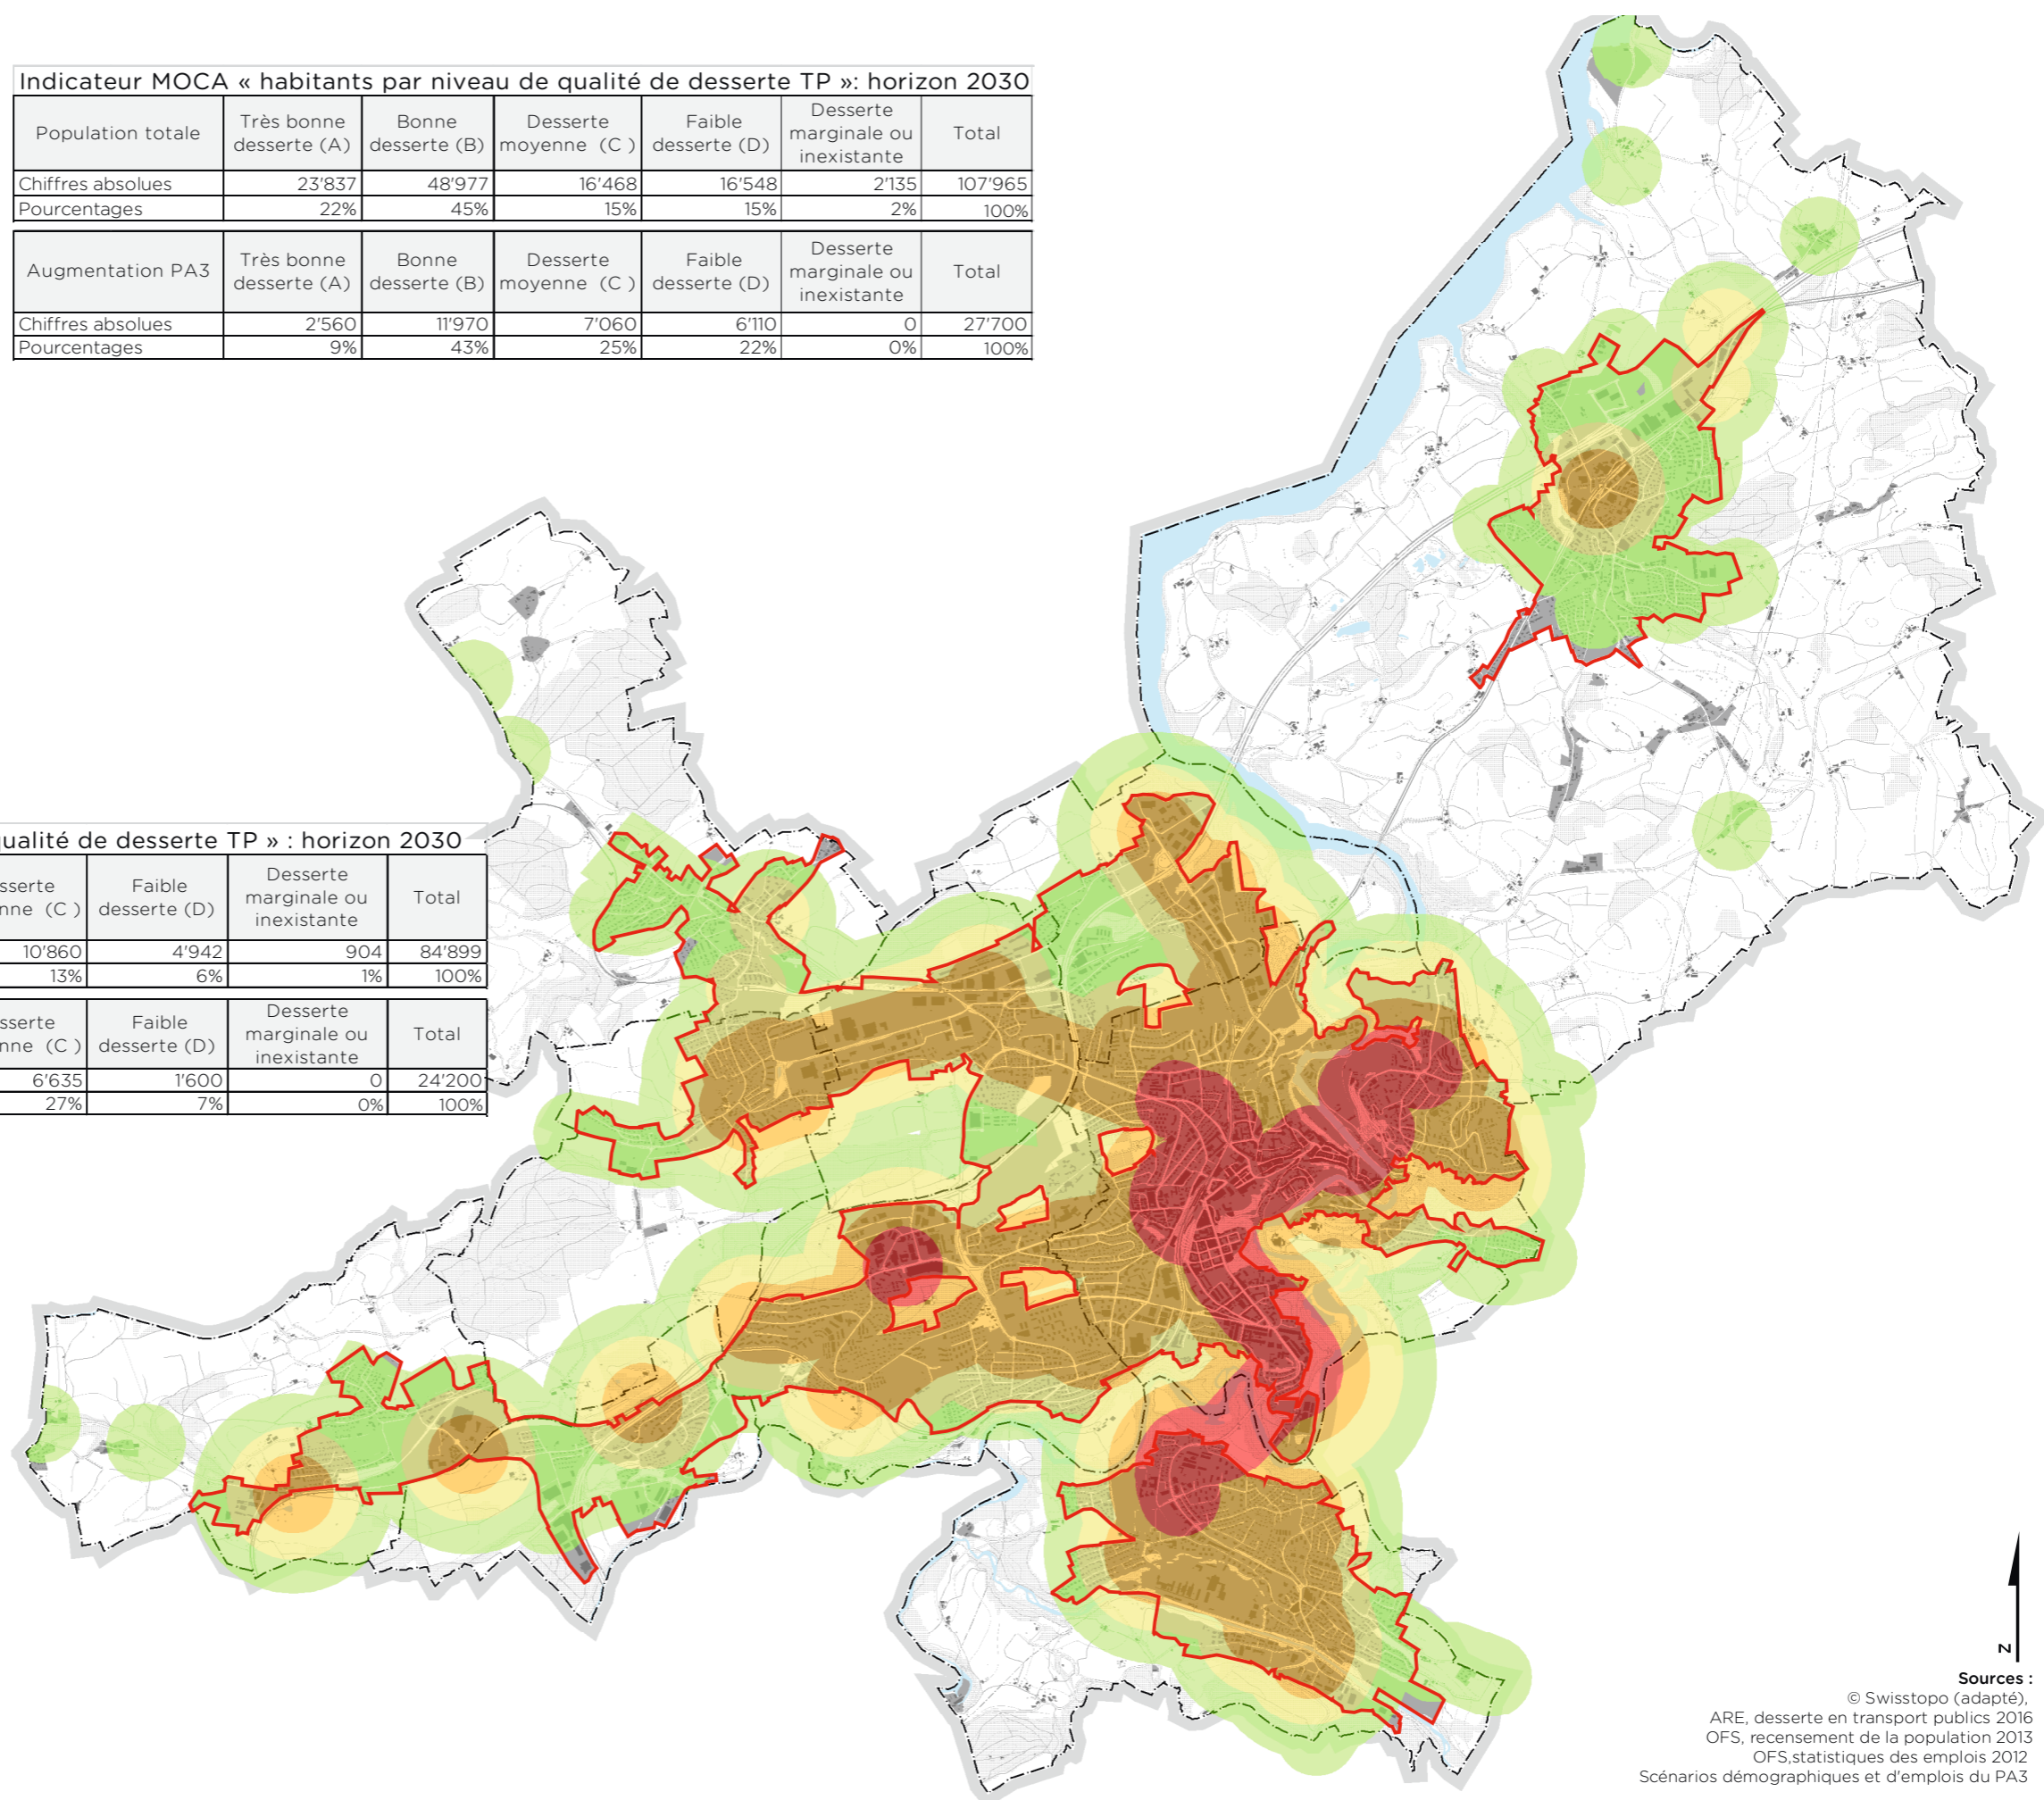 Indicateur MOCA « habitants par niveau de qualité de desserte TP »: horizon 2030
Population totale | Très bonne desserte (A) | Bonne desserte (B) | Desserte moyenne (C ) | Faible desserte (D) | Desserte marginale ou inexistante | Total
Chiffres absolues | 23'837 | 48'977 | 16'468 | 16'548 | 2'135 | 107'965
Pourcentages | 22% | 45% | 15% | 15% | 2% | 100%
Augmentation PA3 | Très bonne desserte (A) | Bonne desserte (B) | Desserte moyenne (C ) | Faible desserte (D) | Desserte marginale ou inexistante | Total
Chiffres absolues | 2'560 | 11'970 | 7'060 | 6'110 | 0 | 27'700
Pourcentages | 9% | 43% | 25% | 22% | 0% | 100%
qualité de desserte TP » : horizon 2030
sserte nne (C ) | Faible desserte (D) | Desserte marginale ou inexistante | Total
10'860 | 4'942 | 904 | 84'899
13% | 6% | 1% | 100%
sserte nne (C ) | Faible desserte (D) | Desserte marginale ou inexistante | Total
6'635 | 1'600 | 0 | 24'200
27% | 7% | 0% | 100%
N
Sources :
© Swisstopo (adapté),
ARE, desserte en transport publics 2016
OFS, recensement de la population 2013
OFS,statistiques des emplois 2012
Scénarios démographiques et d'emplois du PA3